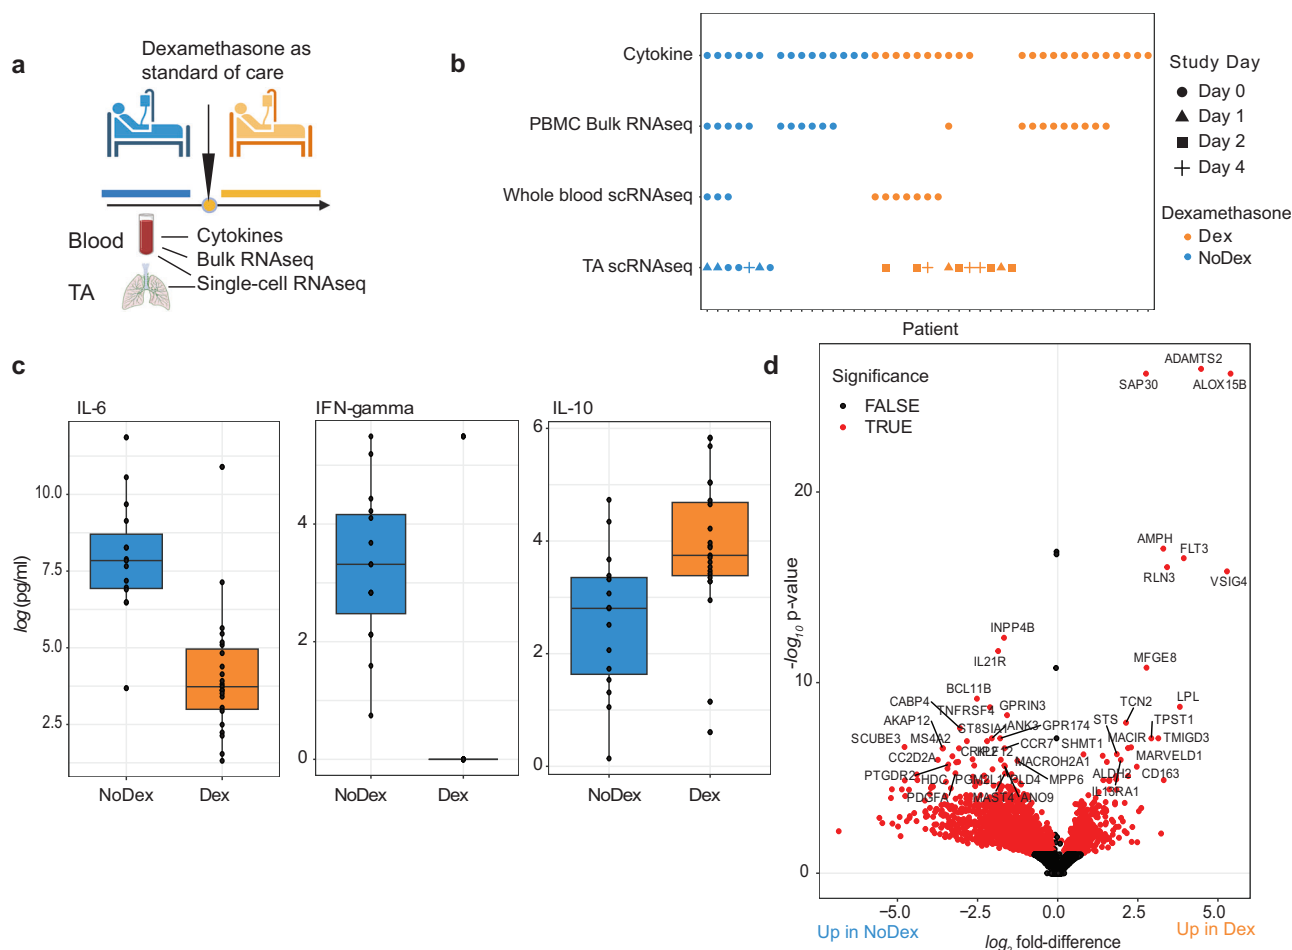 a
Dexamethasone as
standard of care
Blood
TA
Cytokines
Bulk RNAseq
Single-cell RNAseq
b
Cytokine
PBMC Bulk RNAseq
Whole blood scRNAseq
TA scRNAseq
Patient
Study Day
Day 0
Day 1
Day 2
Day 4
Dexamethasone
Dex
NoDex
c
IL-6
IFN-gamma
IL-10
log (pg/ml)
10.0
7.5
5.0
2.5
4
2
0
6
4
2
0
NoDex
Dex
NoDex
Dex
NoDex
Dex
d
Significance
FALSE
TRUE
-log10 p-value
20
10
0
ADAMTS2
SAP30
ALOX15B
AMPH
FLT3
RLN3
VSIG4
INPP4B
IL21R
MFGE8
BCL11B
CABP4
TNFRSF4
GPRIN3
TCN2
LPL
AKAP12
ST8SIA1
ANK3
GPR174
STS
TPST1
SCUBE3
MS4A2
CCR7
SHMT1
MACIR
TMIGD3
CC2D2A
KLF12
MACROH2A1
MARVELD1
PTGDR2
HDC
PGM2L1
PLD4
MPP6
ALDH2
CD163
PDGFA
MAST4
ANO9
IL13RA1
−5.0
−2.5
0.0
2.5
5.0
Up in NoDex
log2 fold-difference
Up in Dex